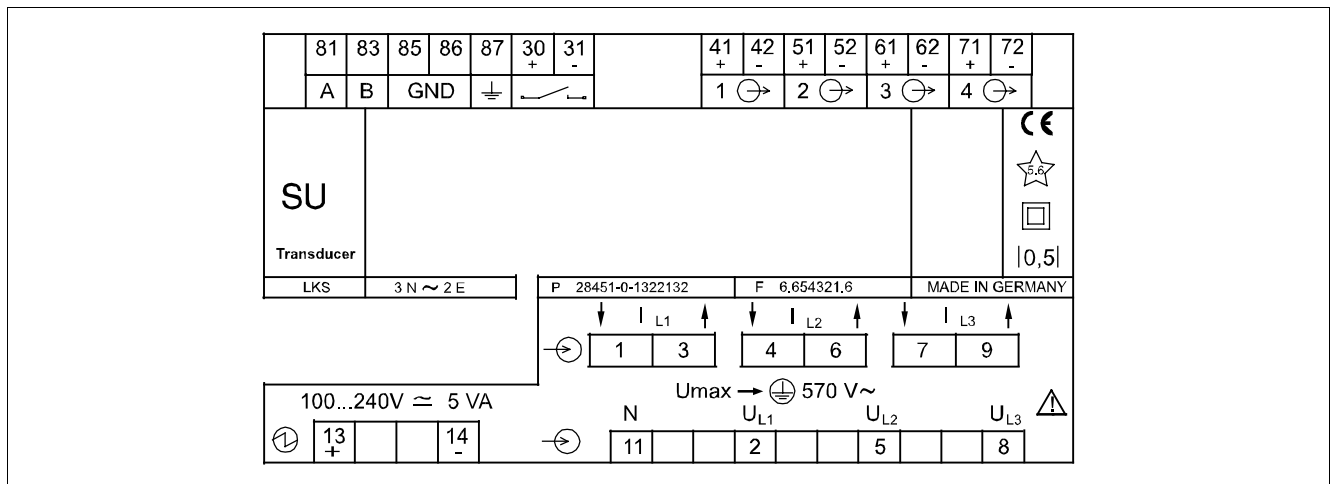 81 83 85 86 87 30 31 41 42 51 52 61 62 71 72
+ - + - + - + - + -
A B GND 1 2 3 4
CE
5.6
SU
Transducer
0,5
LKS 3 N ~ 2 E P 28451-0-1322132 F 6.654321.6 MADE IN GERMANY
I L1 I L2 I L3
1 3 4 6 7 9
Umax → 570 V~
100...240V ≃ 5 VA
N UL1 UL2 UL3
13 14 11 2 5 8
+ -